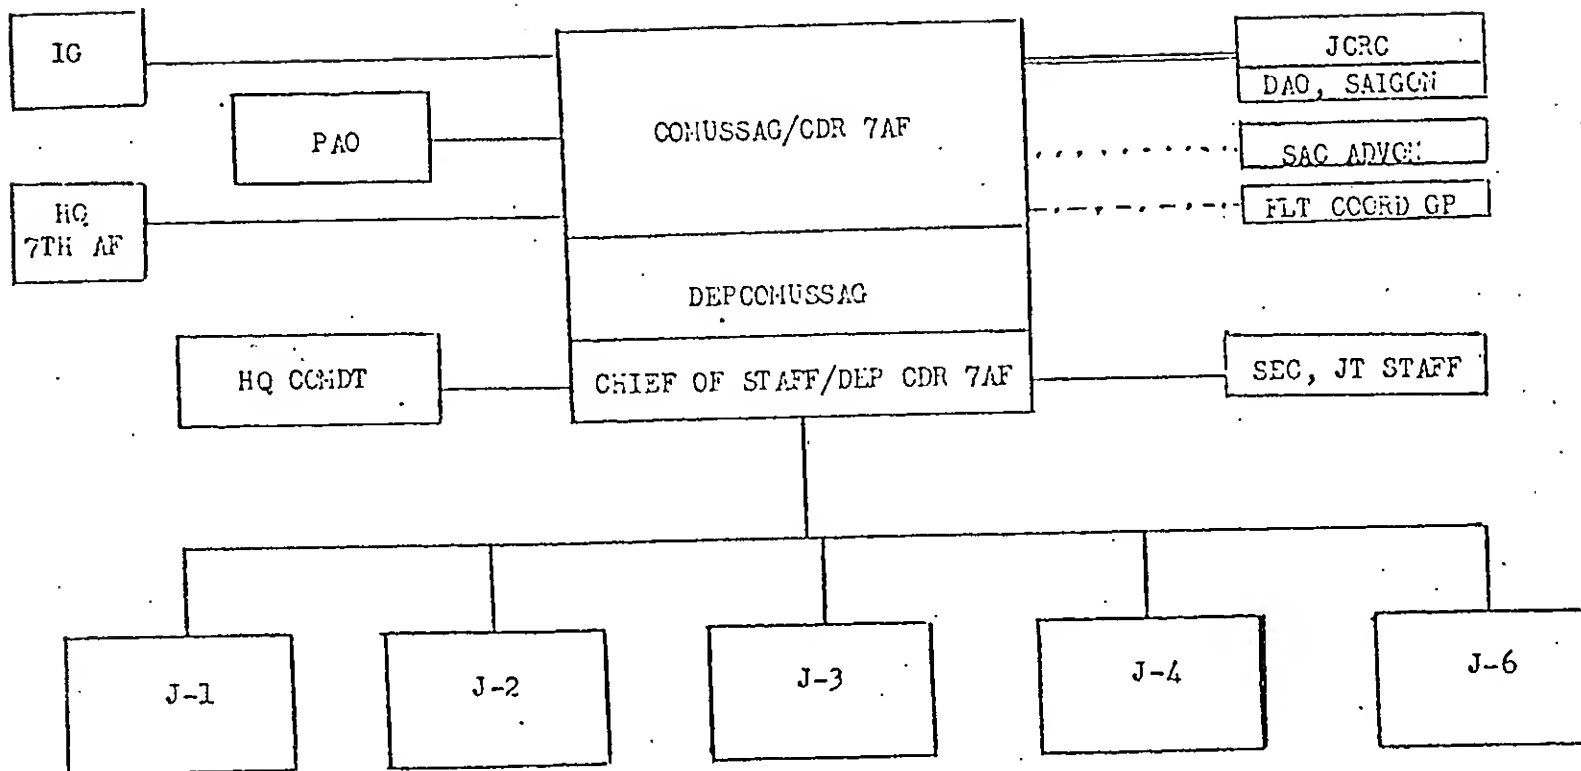 IG
JCRC
DAO, SAIGON
PAO
COMUSSAG/CDR 7AF
SAC ADVON
HQ
7TH AF
FLT COORD GP
DEPCOMUSSAG
HQ COMDT
CHIEF OF STAFF/DEP CDR 7AF
SEC, JT STAFF
J-1
J-2
J-3
J-4
J-6